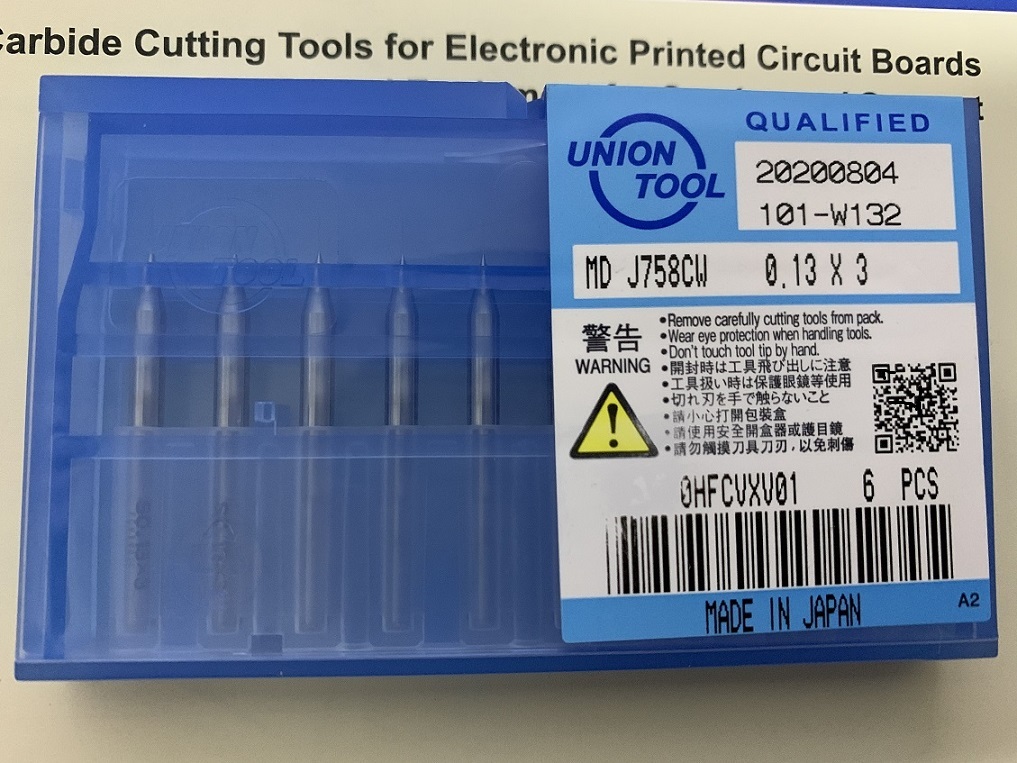 Carbide Cutting Tools for Electronic Printed Circuit Boards
QUALIFIED
UNION
TOOL
20200804
101-W132
MD J758CW 0.13 X 3
警告
WARNING
•Remove carefully cutting tools from pack.
•Wear eye protection when handling tools.
•Don't touch tool tip by hand.
•開封時は工具飛び出しに注意
•工具扱い時は保護眼鏡等使用
•切れ刃を手で触らないこと
•請小心打開包裝盒
•請使用安全開盒器或護目鏡
•請勿觸摸刀具刀刃，以免刺傷
0HFCVXV01 6 PCS
MADE IN JAPAN
A2